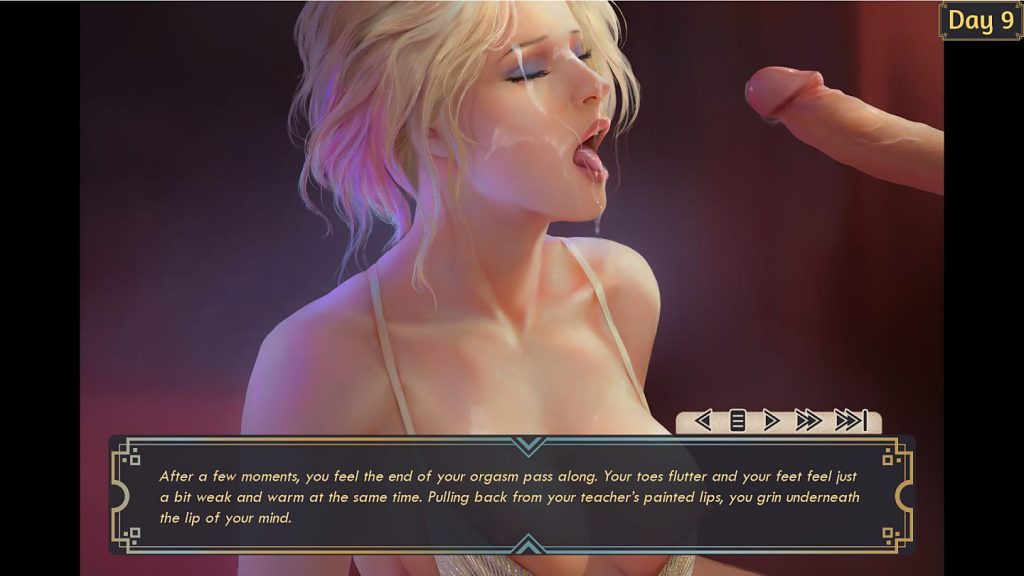 Day 9
After a few moments, you feel the end of your orgasm pass along. Your toes flutter and your feet feel just
a bit weak and warm at the same time. Pulling back from your teacher's painted lips, you grin underneath
the lip of your mind.